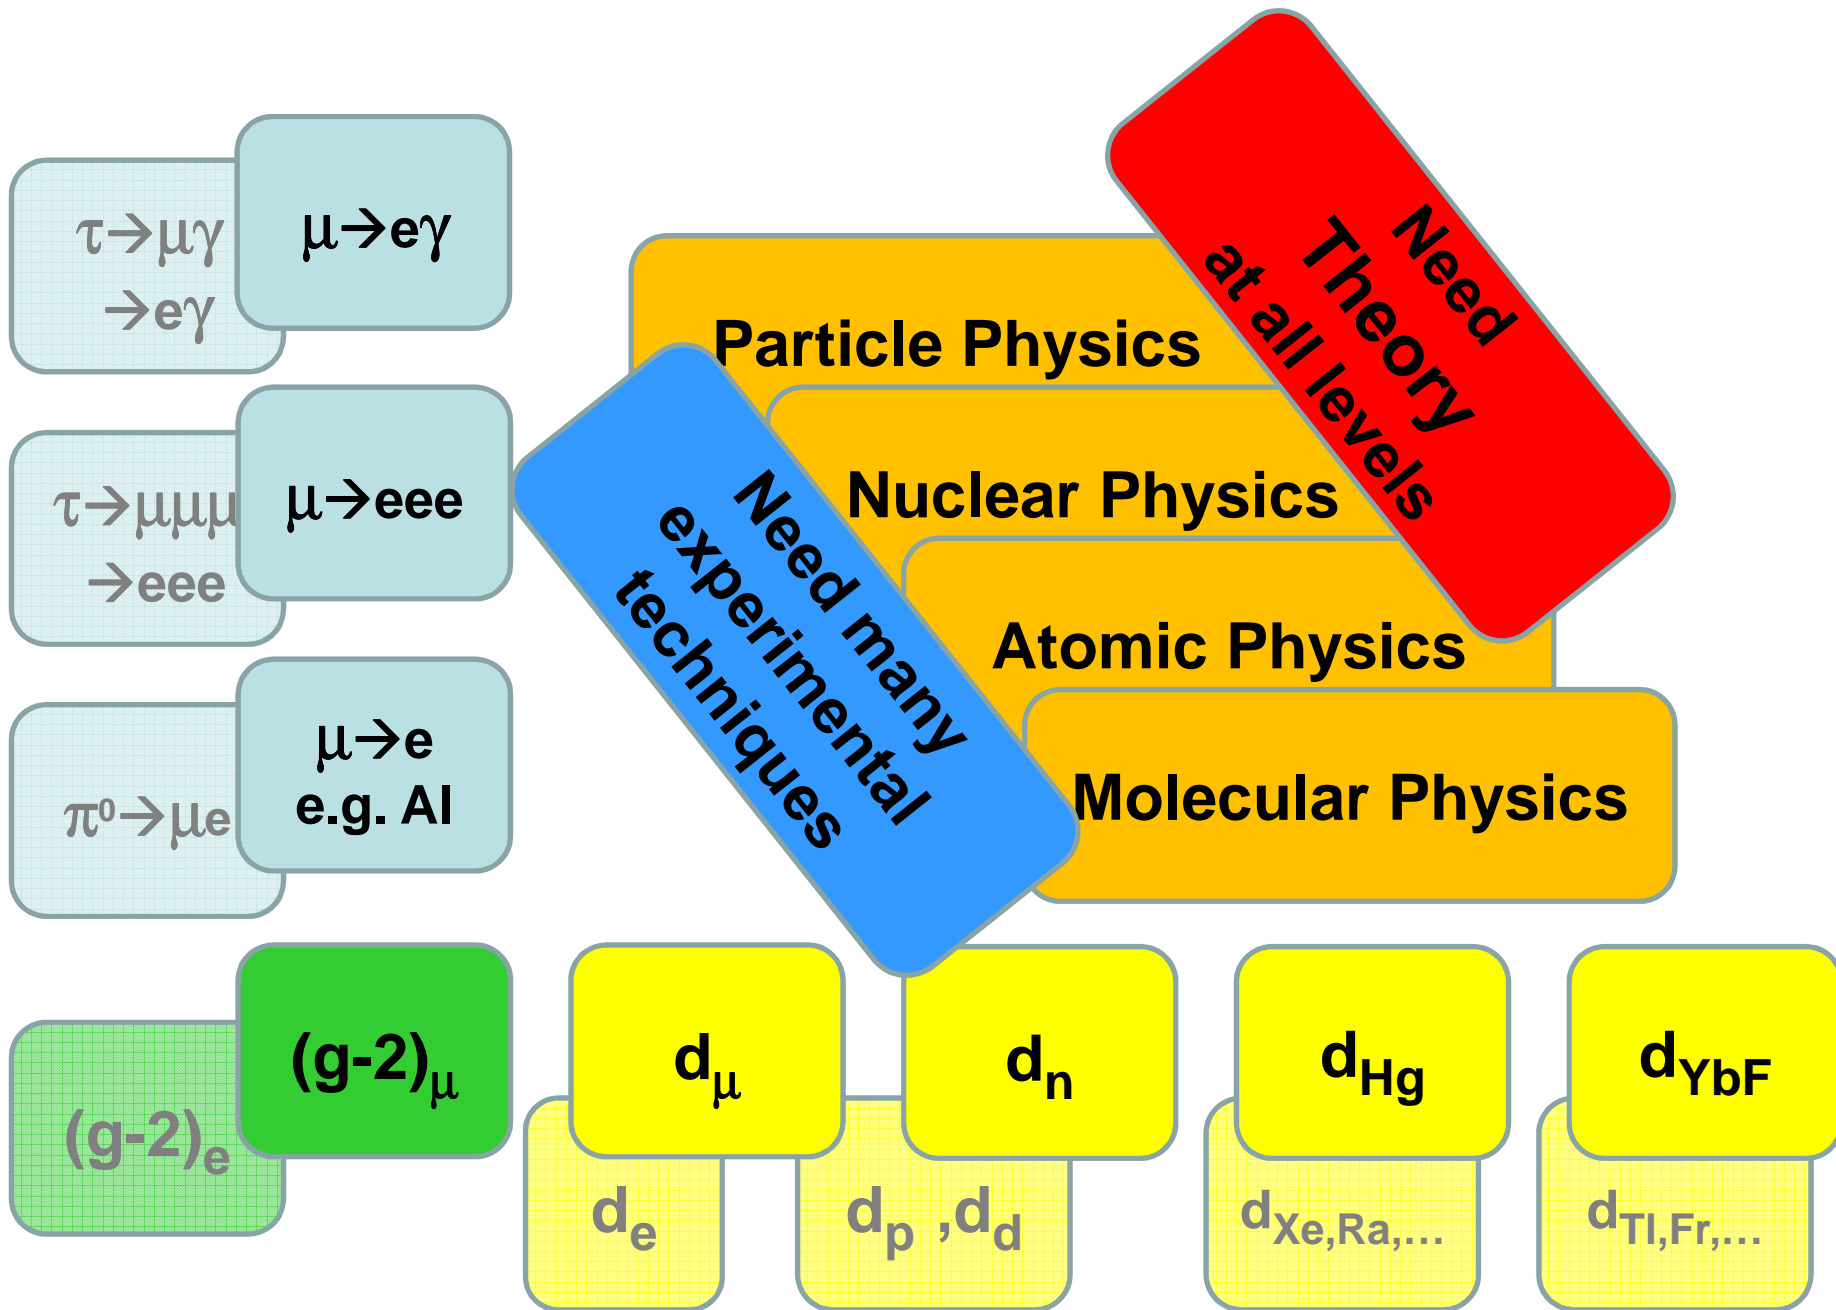 τ→μγ
→eγ
μ→eγ
τ→μμμ
→eee
μ→eee
π⁰→μe
μ→e
e.g. Al
(g-2)e
(g-2)μ
Need
Theory
at all levels
Particle Physics
Nuclear Physics
Atomic Physics
Molecular Physics
Need many
experimental
techniques
dμ
dn
dHg
dYbF
de
dp ,dd
dXe,Ra,…
dTl,Fr,…